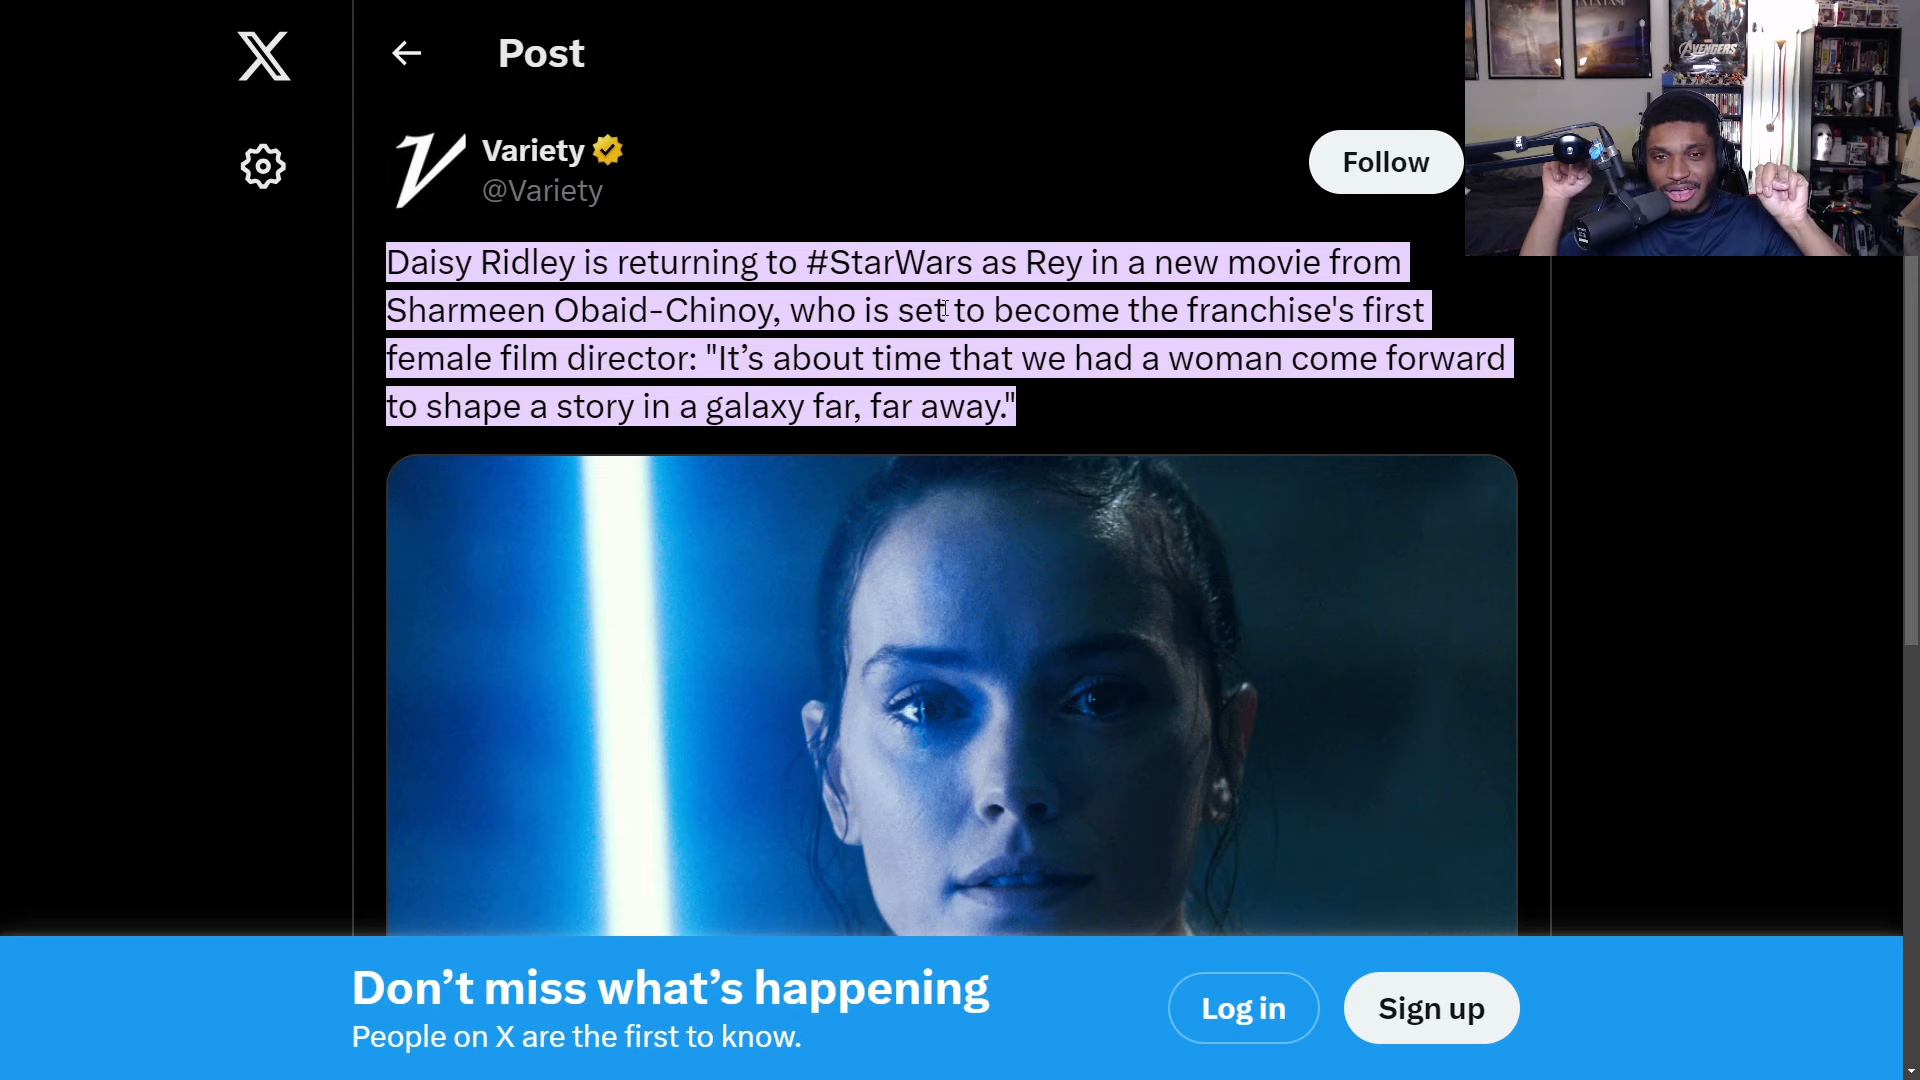 Post
Variety
@Variety
Follow
AVENGERS
Daisy Ridley is returning to #StarWars as Rey in a new movie from
Sharmeen Obaid-Chinoy, who is set to become the franchise's first
female film director: "It’s about time that we had a woman come forward
to shape a story in a galaxy far, far away."
Don’t miss what’s happening
People on X are the first to know.
Log in
Sign up